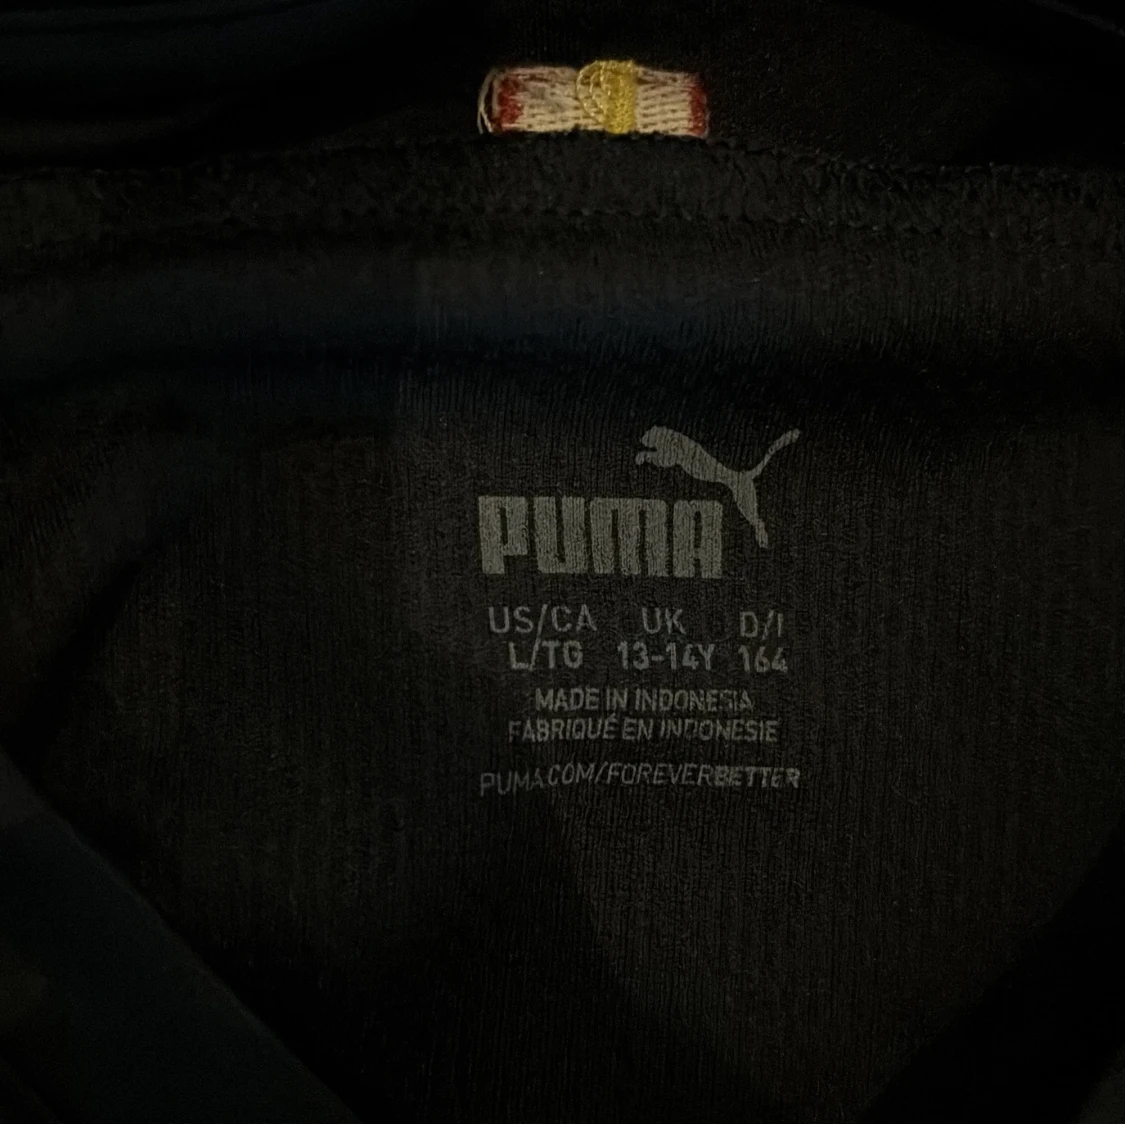 PUMA
US/CA UK D/I
L/TG 13-14Y 164
MADE IN INDONESIA
FABRIQUÉ EN INDONESIE
PUMA.COM/FOREVERBETTER